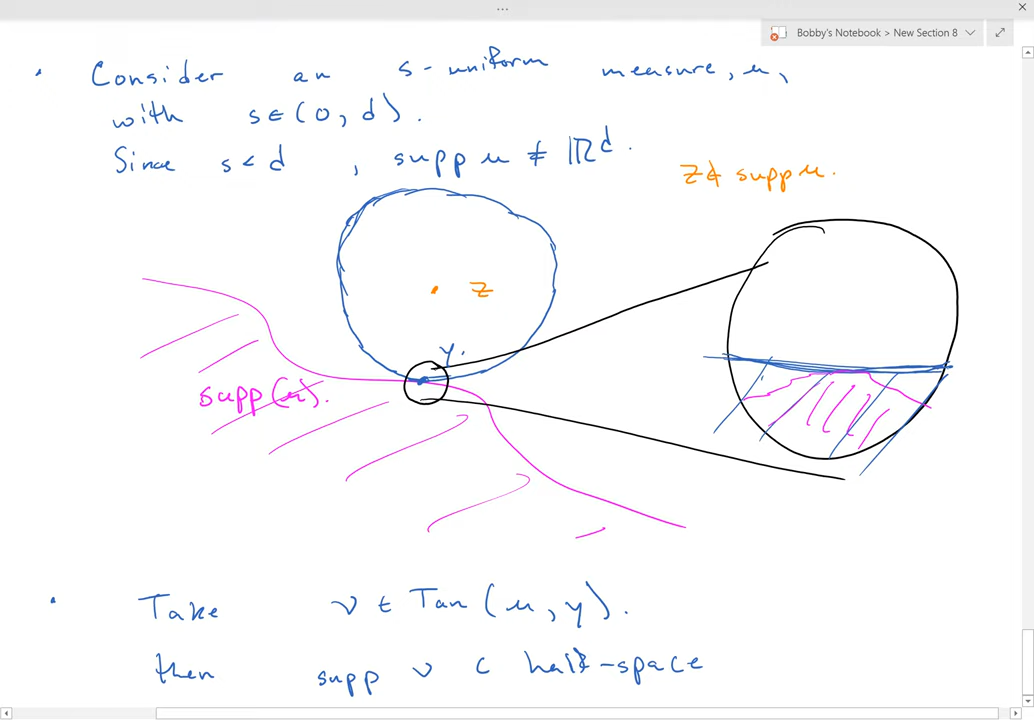 Bobby's Notebook > New Section 8
• Consider an s-uniform measure, μ,
with s∈(0, d).
Since s<d, supp μ ≠ ℝᵈ.
z∉ supp μ.
z
y.
supp(μ).
• Take ν ∈ Tan(μ, y).
then supp ν ⊂ half-space